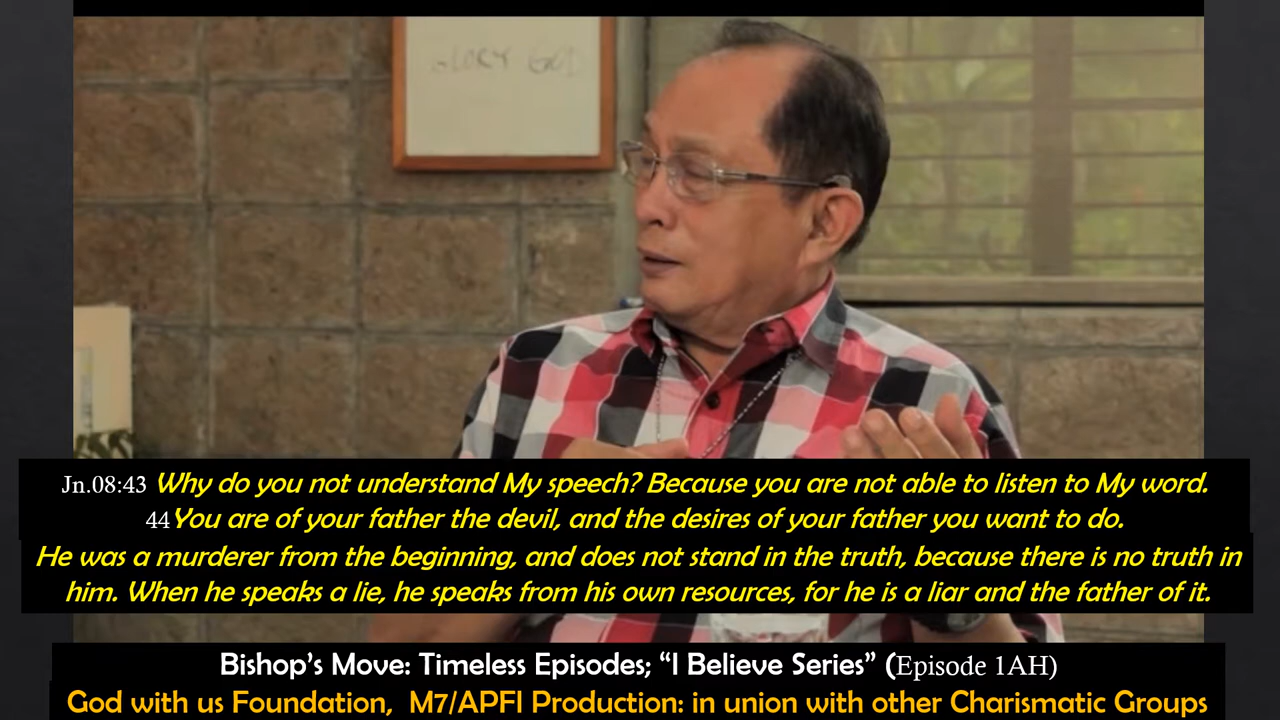 GLORY GOD
Jn.08:43 Why do you not understand My speech? Because you are not able to listen to My word.
44You are of your father the devil, and the desires of your father you want to do.
He was a murderer from the beginning, and does not stand in the truth, because there is no truth in
him. When he speaks a lie, he speaks from his own resources, for he is a liar and the father of it.
Bishop’s Move: Timeless Episodes; “I Believe Series” (Episode 1AH)
God with us Foundation,  M7/APFI Production: in union with other Charismatic Groups